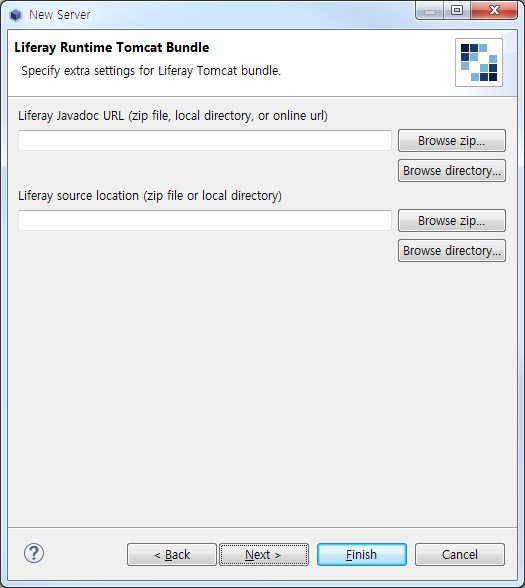 New Server
Liferay Runtime Tomcat Bundle
Specify extra settings for Liferay Tomcat bundle.
Liferay Javadoc URL (zip file, local directory, or online url)
Browse zip...
Browse directory...
Liferay source location (zip file or local directory)
Browse zip...
Browse directory...
? < Back Next > Finish Cancel